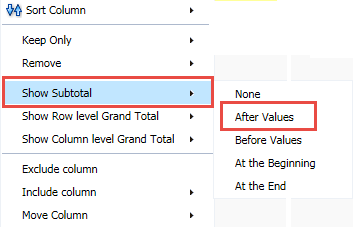 Sort Column
Keep Only
Remove
Show Subtotal
Show Row level Grand Total
Show Column level Grand Total
Exclude column
Include column
Move Column
None
After Values
Before Values
At the Beginning
At the End